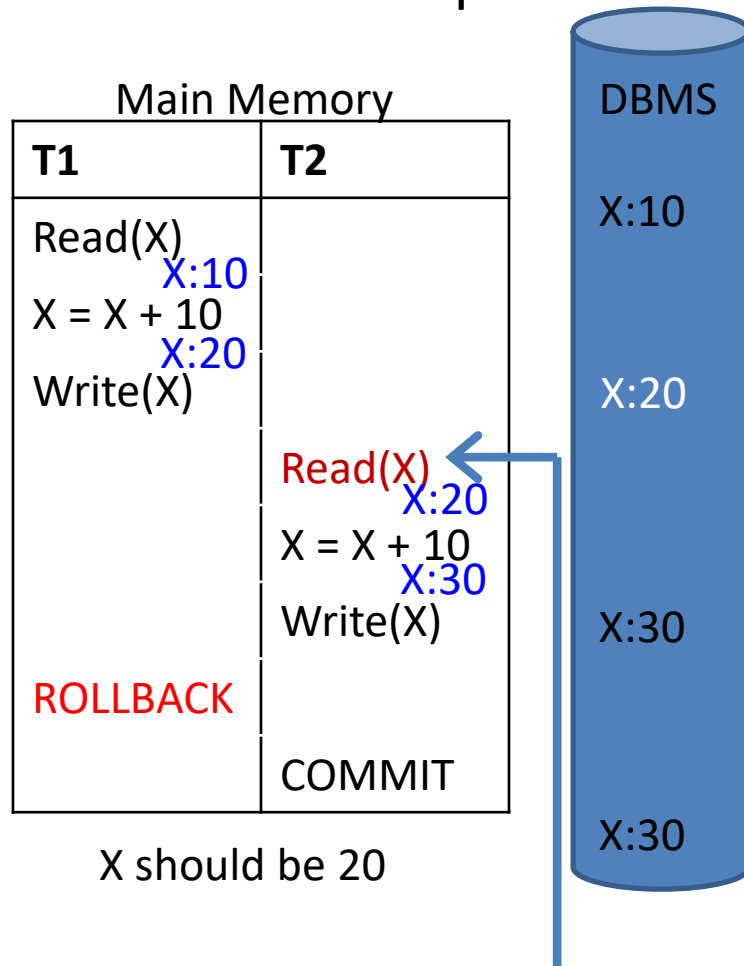 Main Memory
DBMS
T1 T2
X:10
Read(X)
X:10
X = X + 10
X:20
Write(X)
X:20
Read(X)
X:20
X = X + 10
X:30
Write(X)
X:30
ROLLBACK
COMMIT
X:30
X should be 20